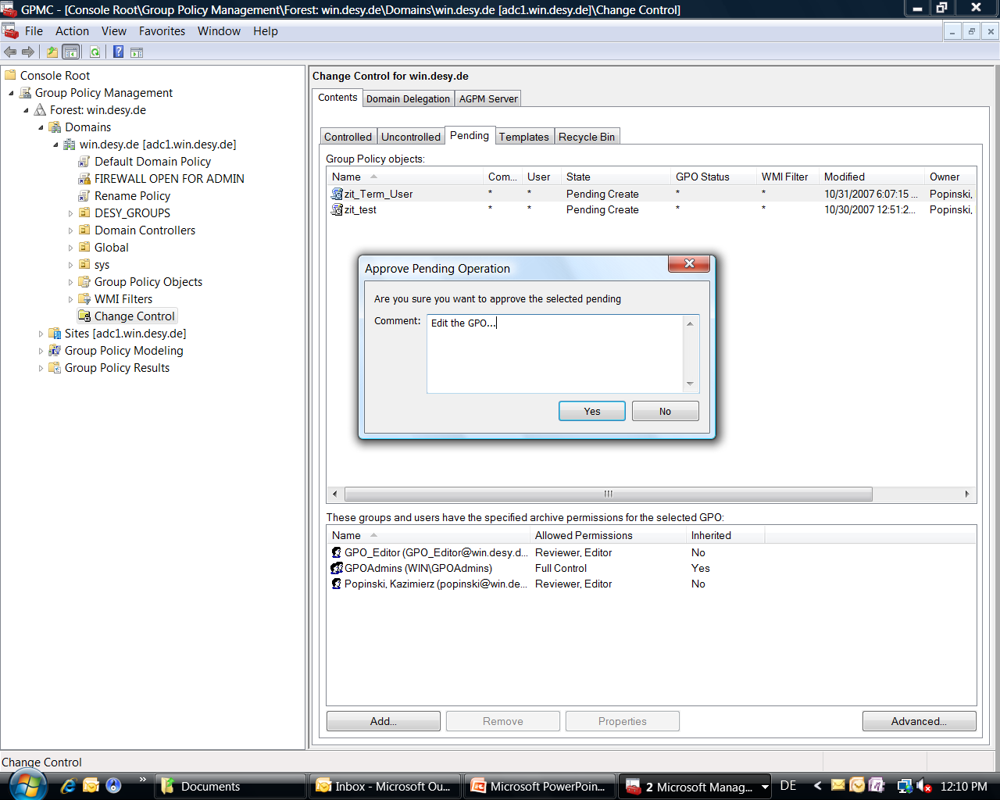 GPMC - [Console Root\Group Policy Management\Forest: win.desy.de\Domains\win.desy.de [adc1.win.desy.de]\Change Control]
File Action View Favorites Window Help
Console Root
Group Policy Management
Forest: win.desy.de
Domains
win.desy.de [adc1.win.desy.de]
Default Domain Policy
FIREWALL OPEN FOR ADMIN
Rename Policy
DESY_GROUPS
Domain Controllers
Global
sys
Group Policy Objects
WMI Filters
Change Control
Sites [adc1.win.desy.de]
Group Policy Modeling
Group Policy Results
Change Control for win.desy.de
Contents Domain Delegation AGPM Server
Controlled Uncontrolled Pending Templates Recycle Bin
Group Policy objects:
Name Com... User State GPO Status WMI Filter Modified Owner
zit_Term_User * * Pending Create * * 10/31/2007 6:07:15 ... Popinski,
zit_test * * Pending Create * * 10/30/2007 12:51:2... Popinski,
Approve Pending Operation
Are you sure you want to approve the selected pending
Comment: Edit the GPO...
Yes No
These groups and users have the specified archive permissions for the selected GPO:
Name Allowed Permissions Inherited
GPO_Editor (GPO_Editor@win.desy.d... Reviewer, Editor No
GPOAdmins (WIN\GPOAdmins) Full Control Yes
Popinski, Kazimierz (popinski@win.de... Reviewer, Editor No
Add... Remove Properties Advanced...
Change Control
» Documents Inbox - Microsoft Ou... Microsoft PowerPoin... 2 Microsoft Manag... DE < 12:10 PM